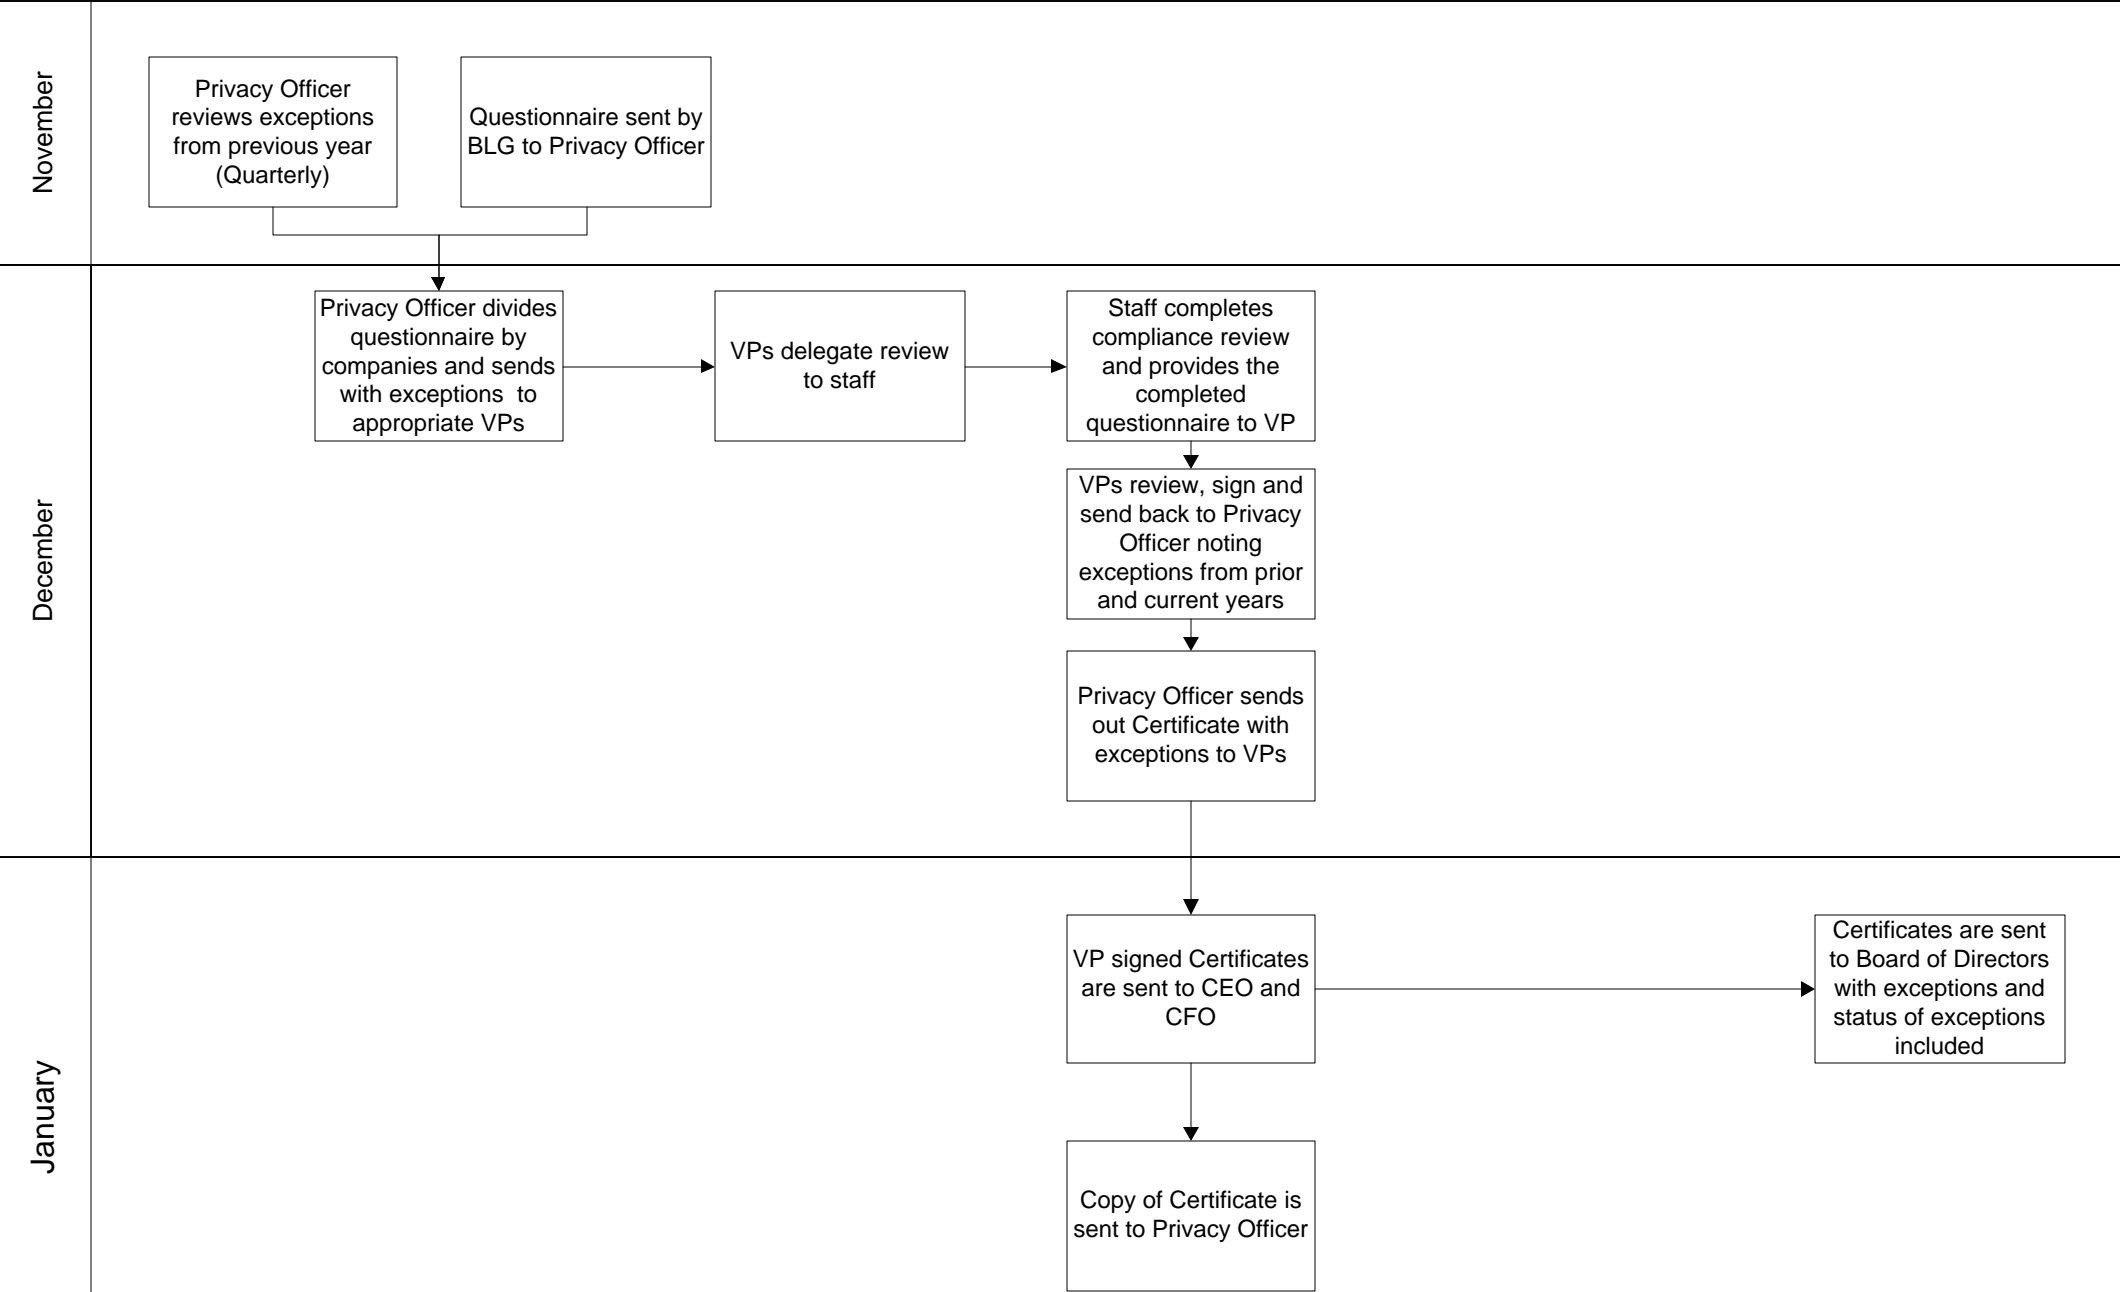 November
Privacy Officer
reviews exceptions
from previous year
(Quarterly)
Questionnaire sent by
BLG to Privacy Officer
December
Privacy Officer divides
questionnaire by
companies and sends
with exceptions  to
appropriate VPs
VPs delegate review
to staff
Staff completes
compliance review
and provides the
completed
questionnaire to VP
VPs review, sign and
send back to Privacy
Officer noting
exceptions from prior
and current years
Privacy Officer sends
out Certificate with
exceptions to VPs
January
VP signed Certificates
are sent to CEO and
CFO
Certificates are sent
to Board of Directors
with exceptions and
status of exceptions
included
Copy of Certificate is
sent to Privacy Officer